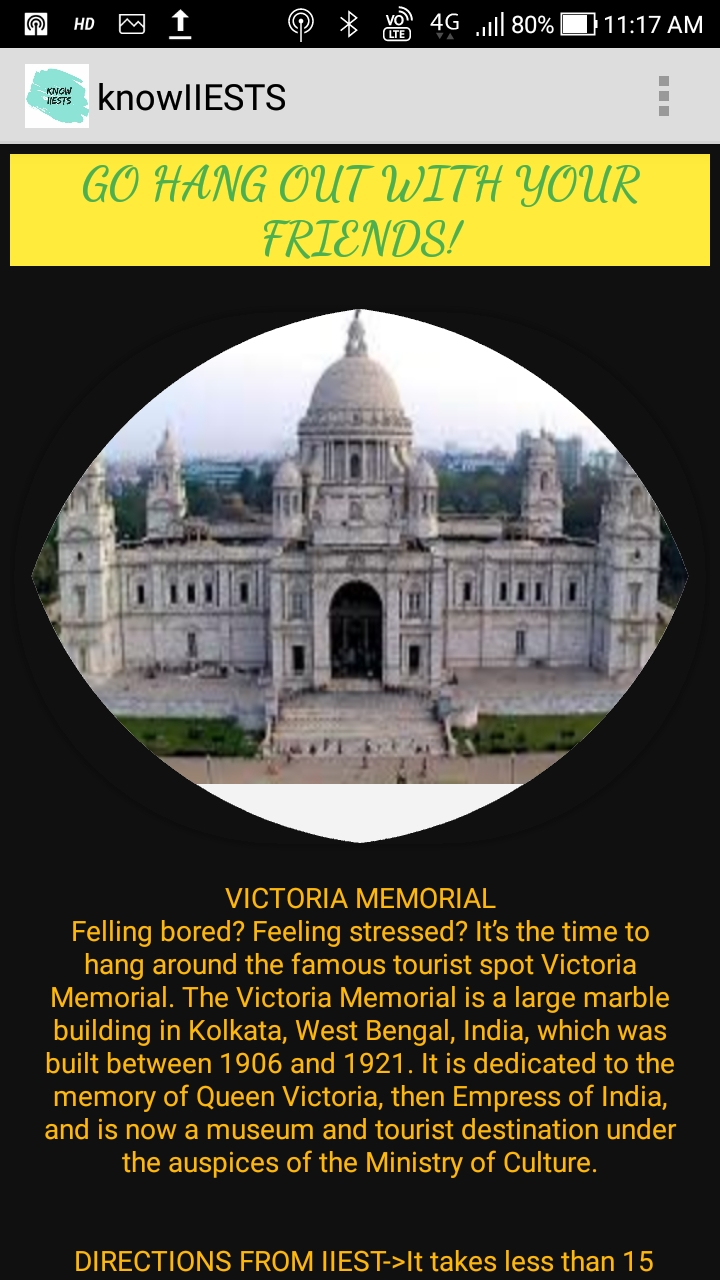 HD
VO
LTE
4G
80%
11:17 AM
KNOW
IIESTS
knowIIESTS
GO HANG OUT WITH YOUR
FRIENDS!
VICTORIA MEMORIAL
Felling bored? Feeling stressed? It’s the time to
hang around the famous tourist spot Victoria
Memorial. The Victoria Memorial is a large marble
building in Kolkata, West Bengal, India, which was
built between 1906 and 1921. It is dedicated to the
memory of Queen Victoria, then Empress of India,
and is now a museum and tourist destination under
the auspices of the Ministry of Culture.
DIRECTIONS FROM IIEST->It takes less than 15